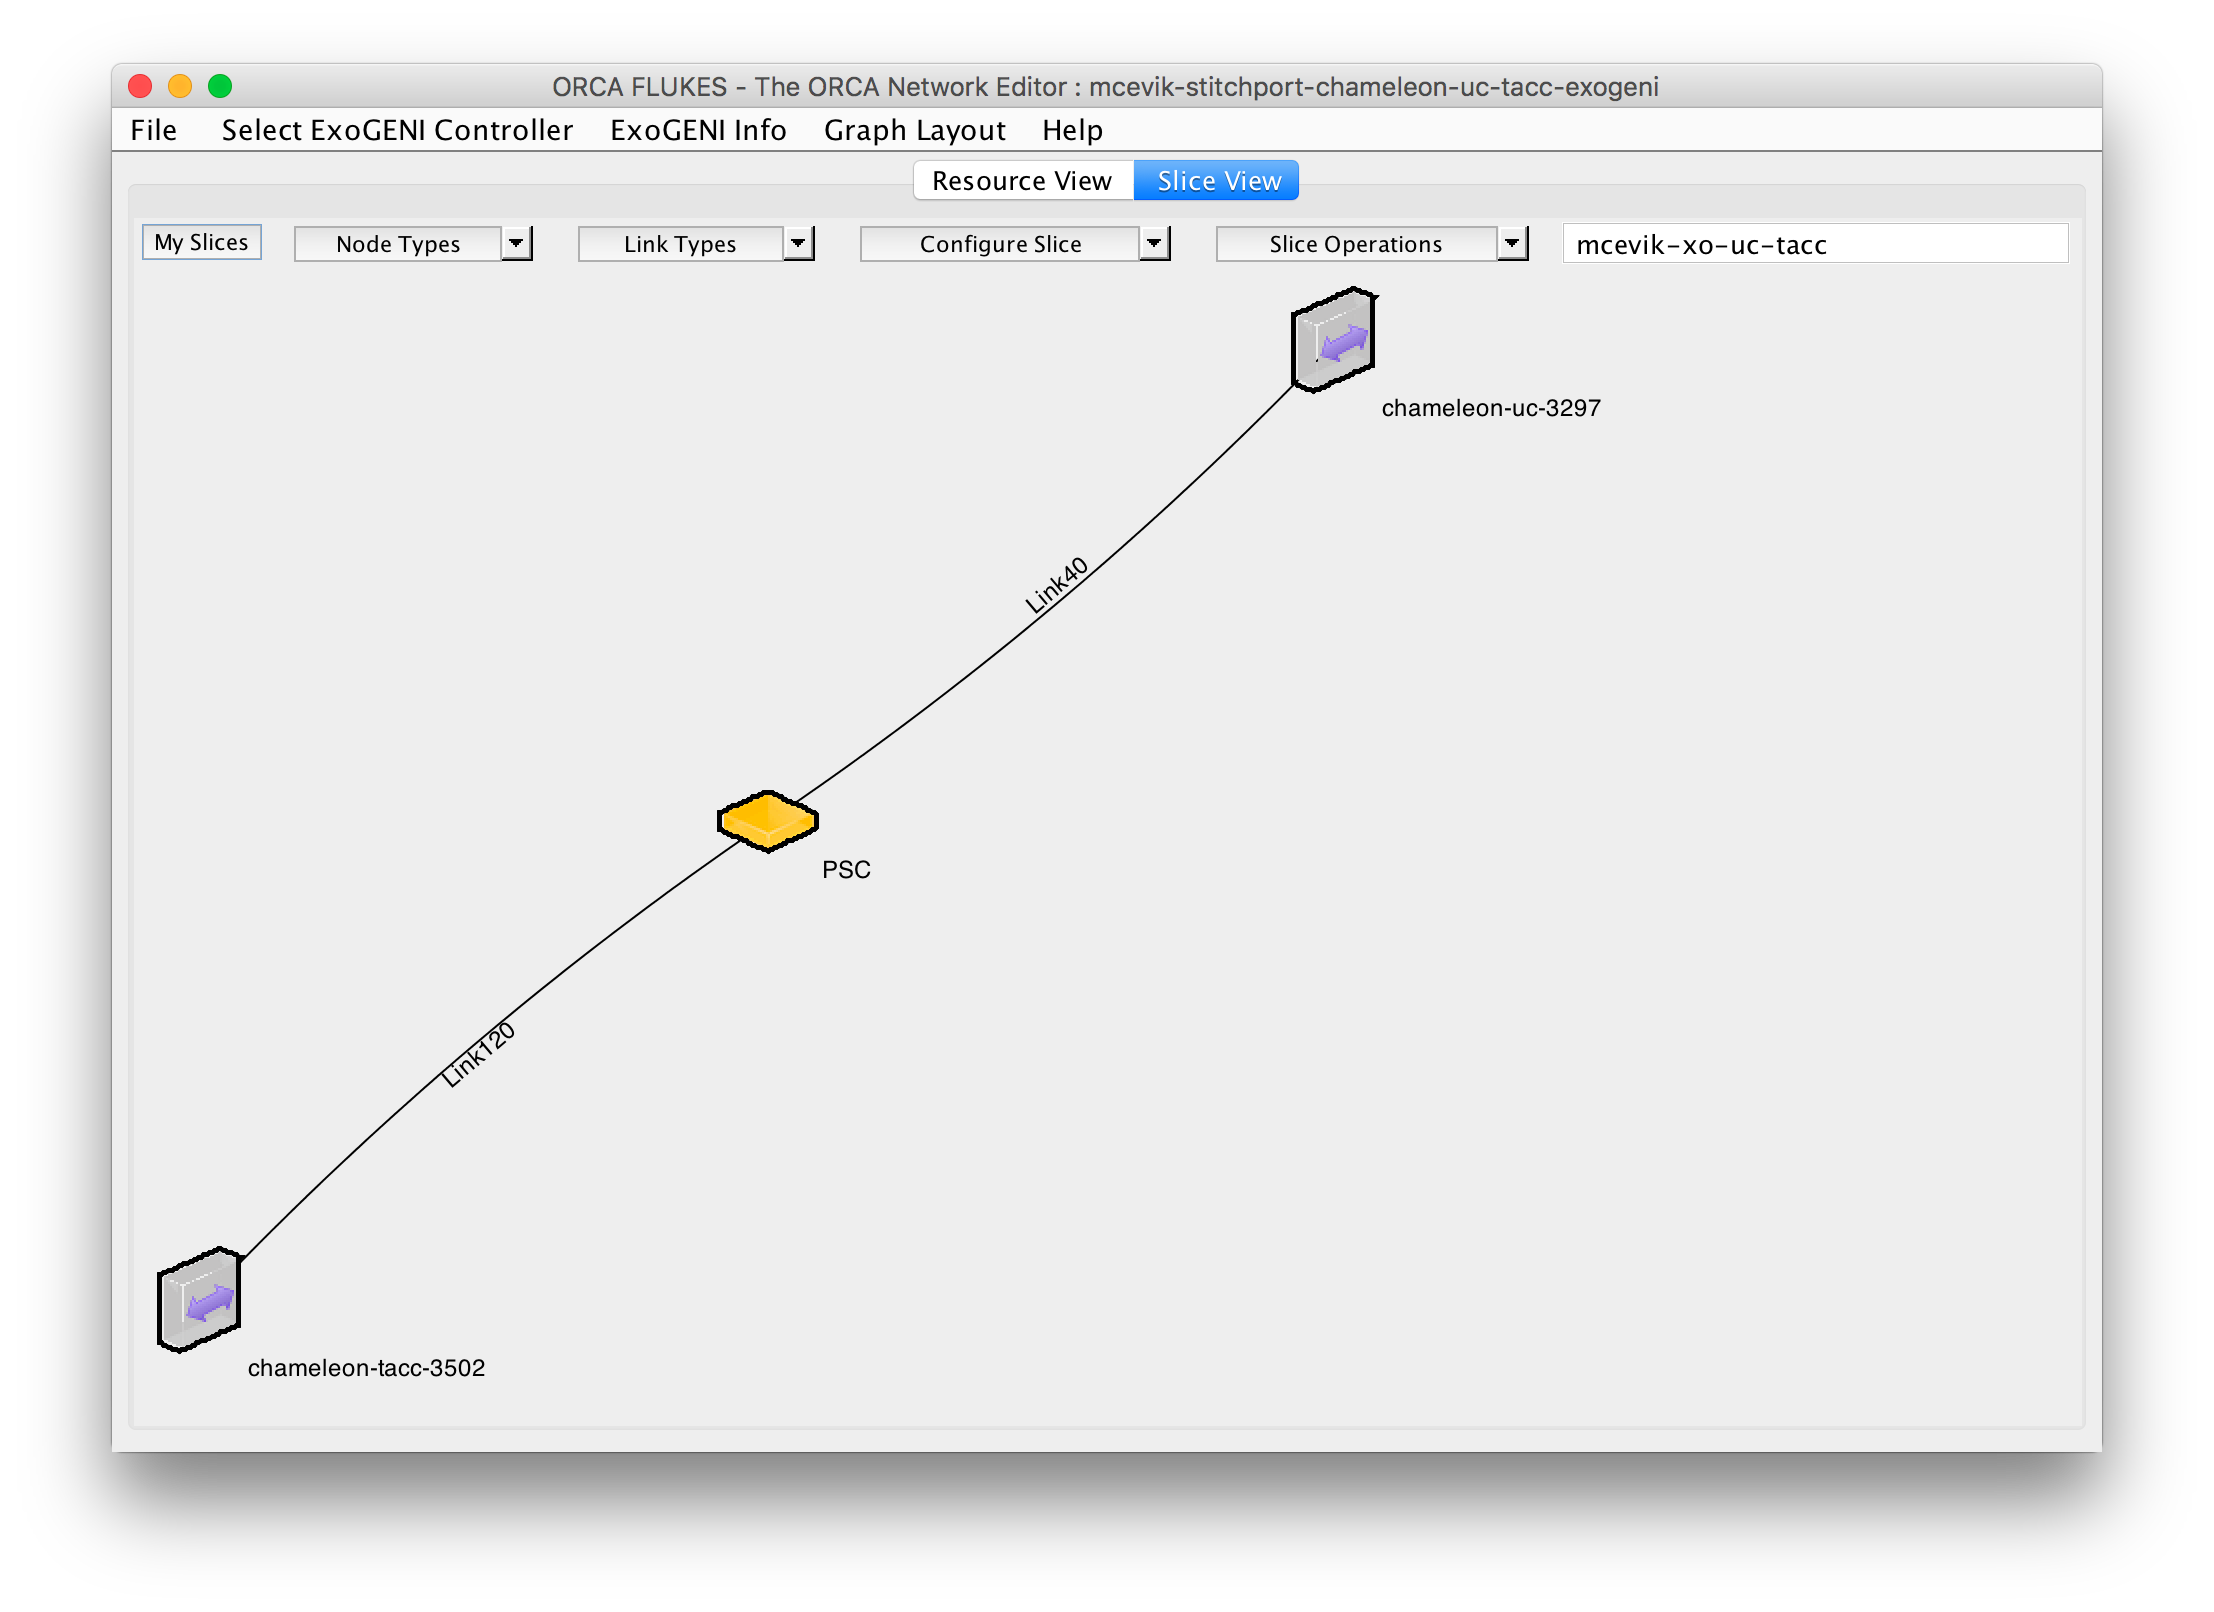 ORCA FLUKES - The ORCA Network Editor : mcevik-stitchport-chameleon-uc-tacc-exogeni
File Select ExoGENI Controller ExoGENI Info Graph Layout Help
Resource View Slice View
My Slices Node Types Link Types Configure Slice Slice Operations mcevik-xo-uc-tacc
chameleon-uc-3297
Link40
PSC
Link120
chameleon-tacc-3502